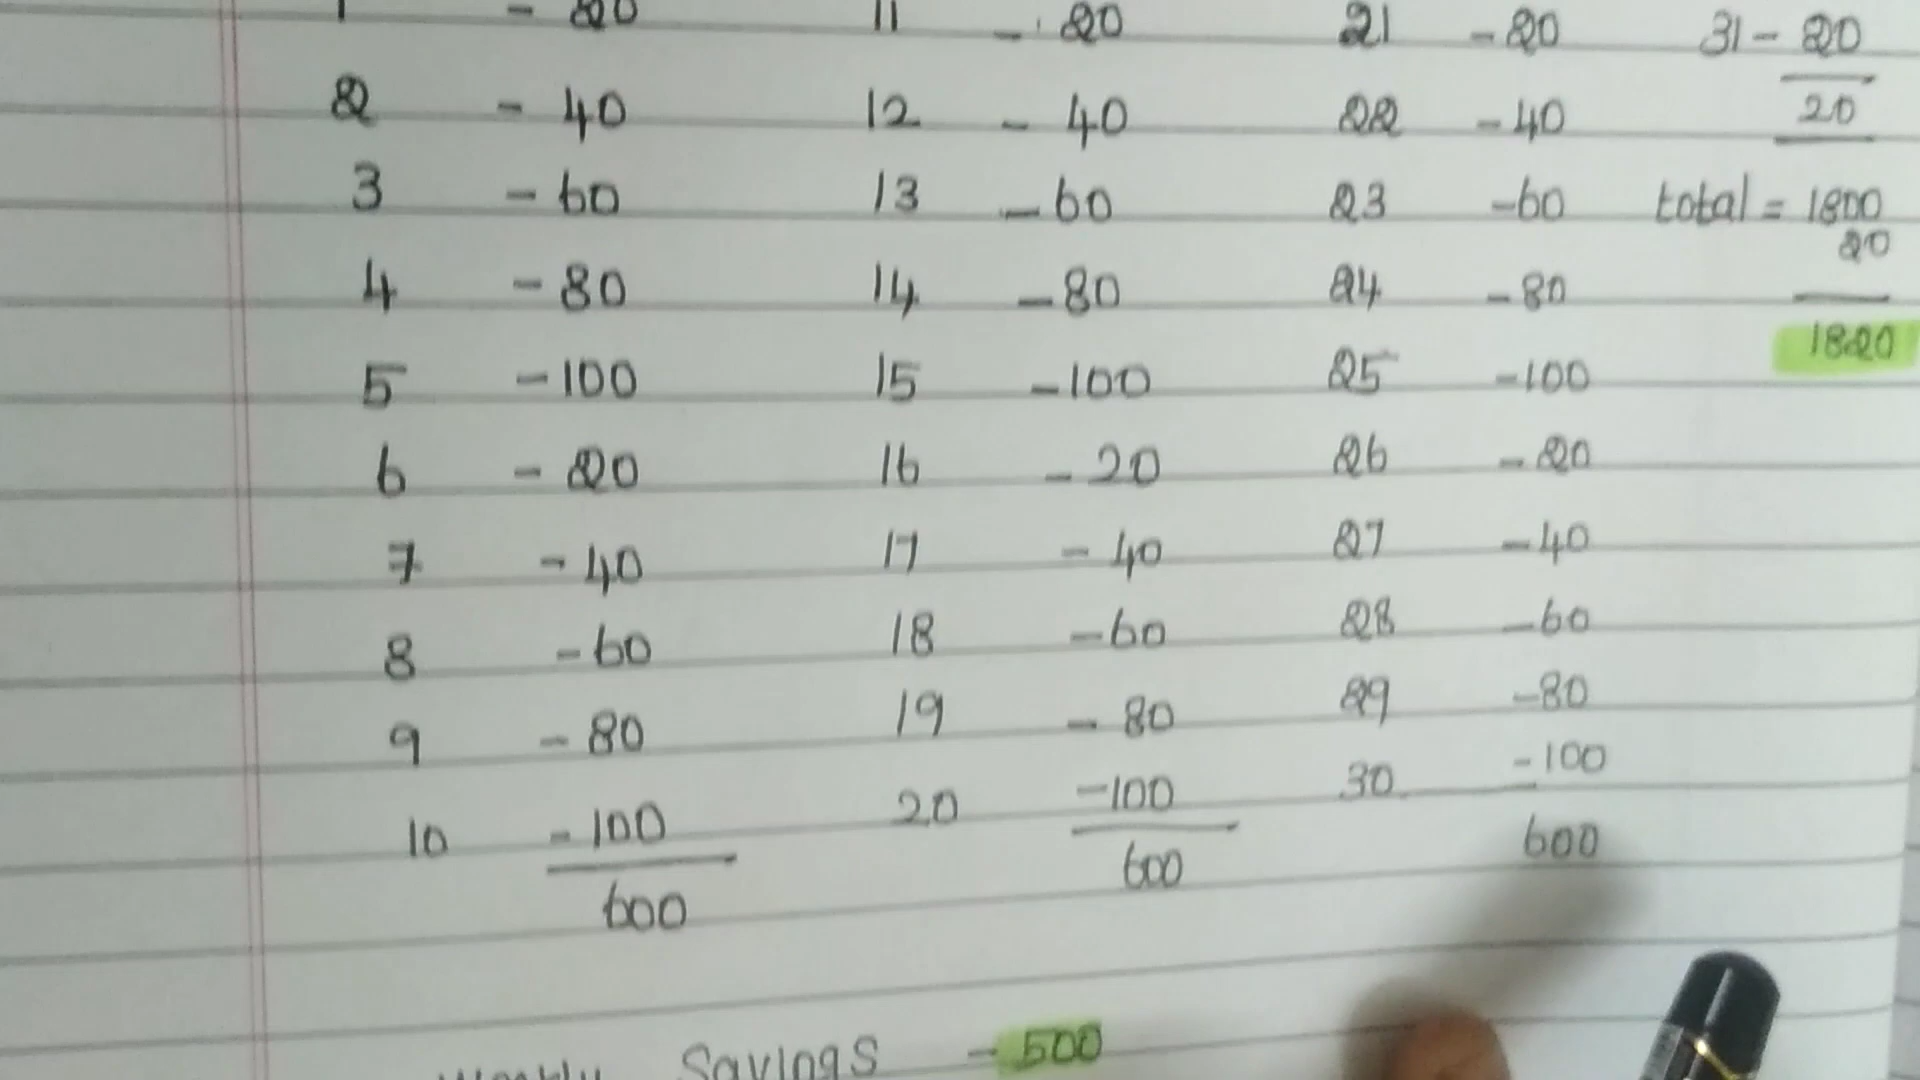 1 - 20 11 - 20 21 - 20 31 - 20
2 - 40 12 - 40 22 - 40 20
3 - 60 13 - 60 23 - 60 total = 1800
20
4 - 80 14 - 80 24 - 80
1820
5 - 100 15 - 100 25 - 100
6 - 20 16 - 20 26 - 20
7 - 40 17 - 40 27 - 40
8 - 60 18 - 60 28 - 60
9 - 80 19 - 80 29 - 80
10 - 100 20 - 100 30 - 100
600 600 600
Weekly Savings - 500